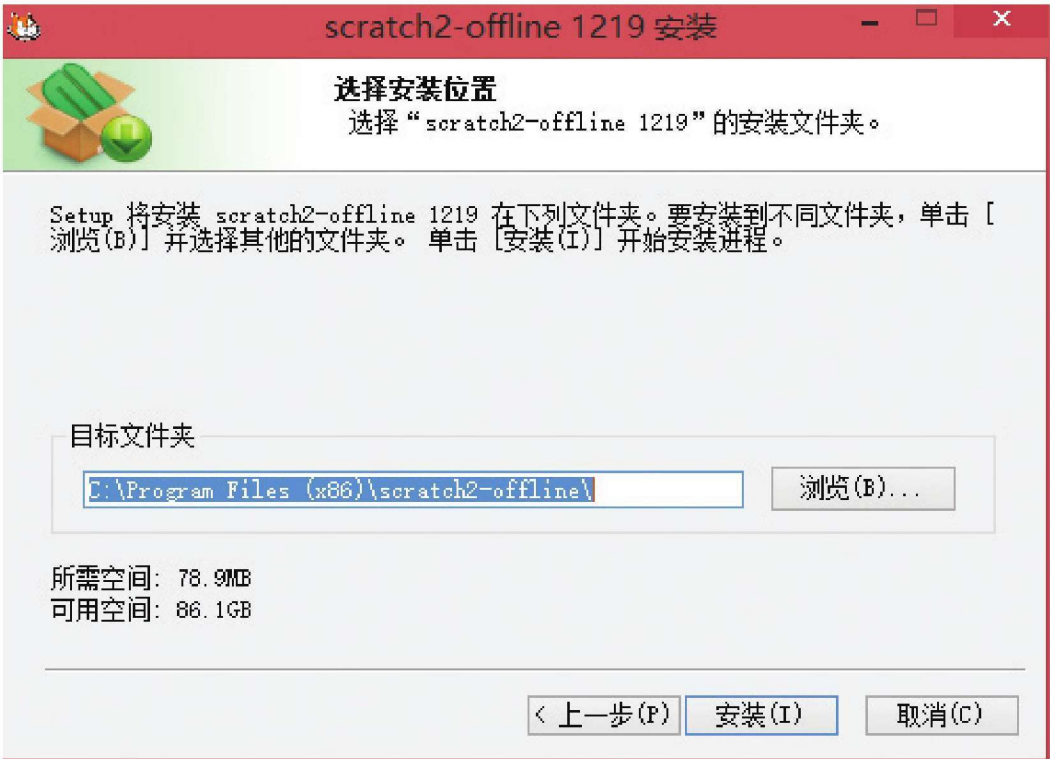 scratch2-offline 1219 安装
选择安装位置
选择“scratch2-offline 1219”的安装文件夹。
Setup 将安装 scratch2-offline 1219 在下列文件夹。要安装到不同文件夹，单击 [
浏览(B)] 并选择其他的文件夹。 单击 [安装(I)] 开始安装进程。
目标文件夹
C:\Program Files (x86)\scratch2-offline\
浏览(B)...
所需空间: 78.9MB
可用空间: 86.1GB
< 上一步(P) 安装(I) 取消(C)